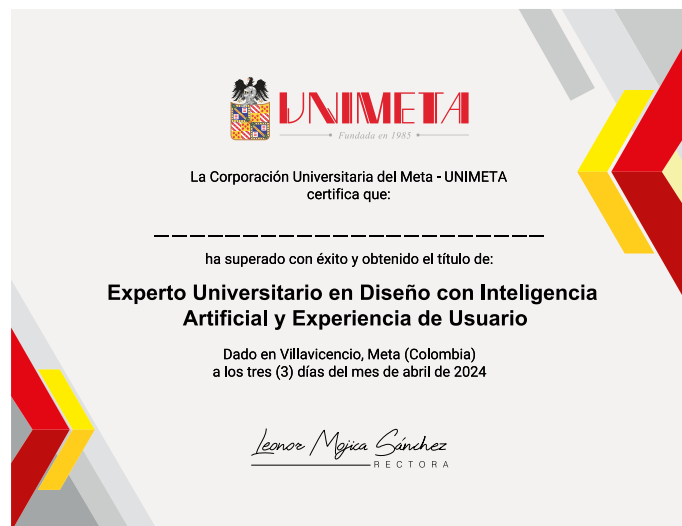 UNIMETA
Fundada en 1985
La Corporación Universitaria del Meta - UNIMETA
certifica que:
ha superado con éxito y obtenido el título de:
Experto Universitario en Diseño con Inteligencia
Artificial y Experiencia de Usuario
Dado en Villavicencio, Meta (Colombia)
a los tres (3) días del mes de abril de 2024
Leonor Mojica Sánchez
RECTORA